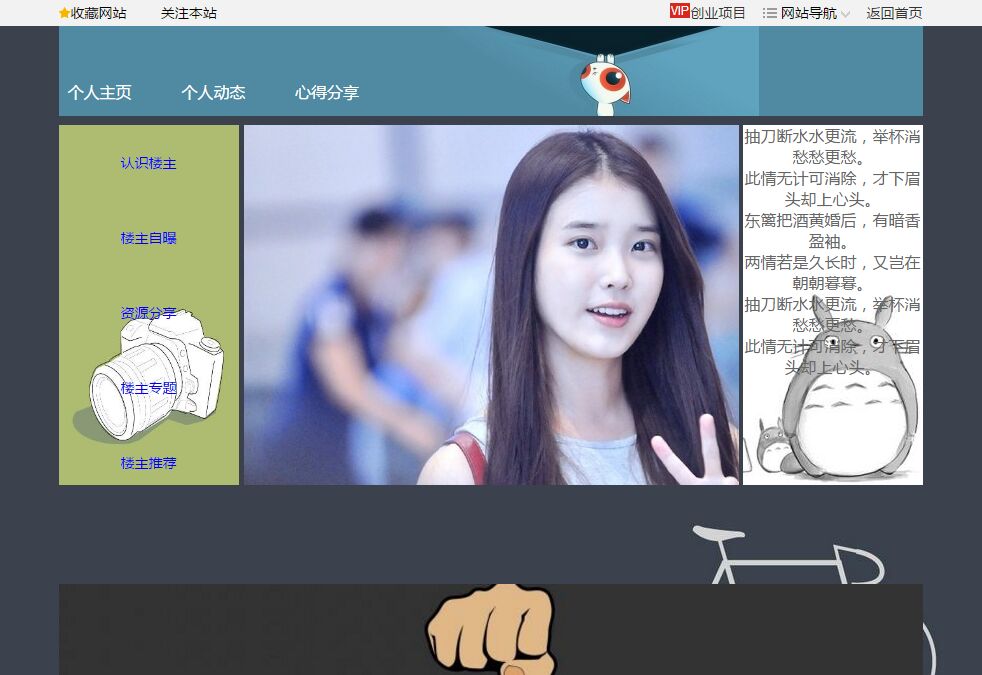 收藏网站 关注本站 VIP创业项目 网站导航 返回首页
个人主页 个人动态 心得分享
认识楼主
楼主自曝
资源分享
楼主专题
楼主推荐
抽刀断水水更流，举杯消
愁愁更愁。
此情无计可消除，才下眉
头却上心头。
东篱把酒黄婚后，有暗香
盈袖。
两情若是久长时，又岂在
朝朝暮暮。
抽刀断水水更流，举杯消
愁愁更愁。
此情无计可消除，才下眉
头却上心头。